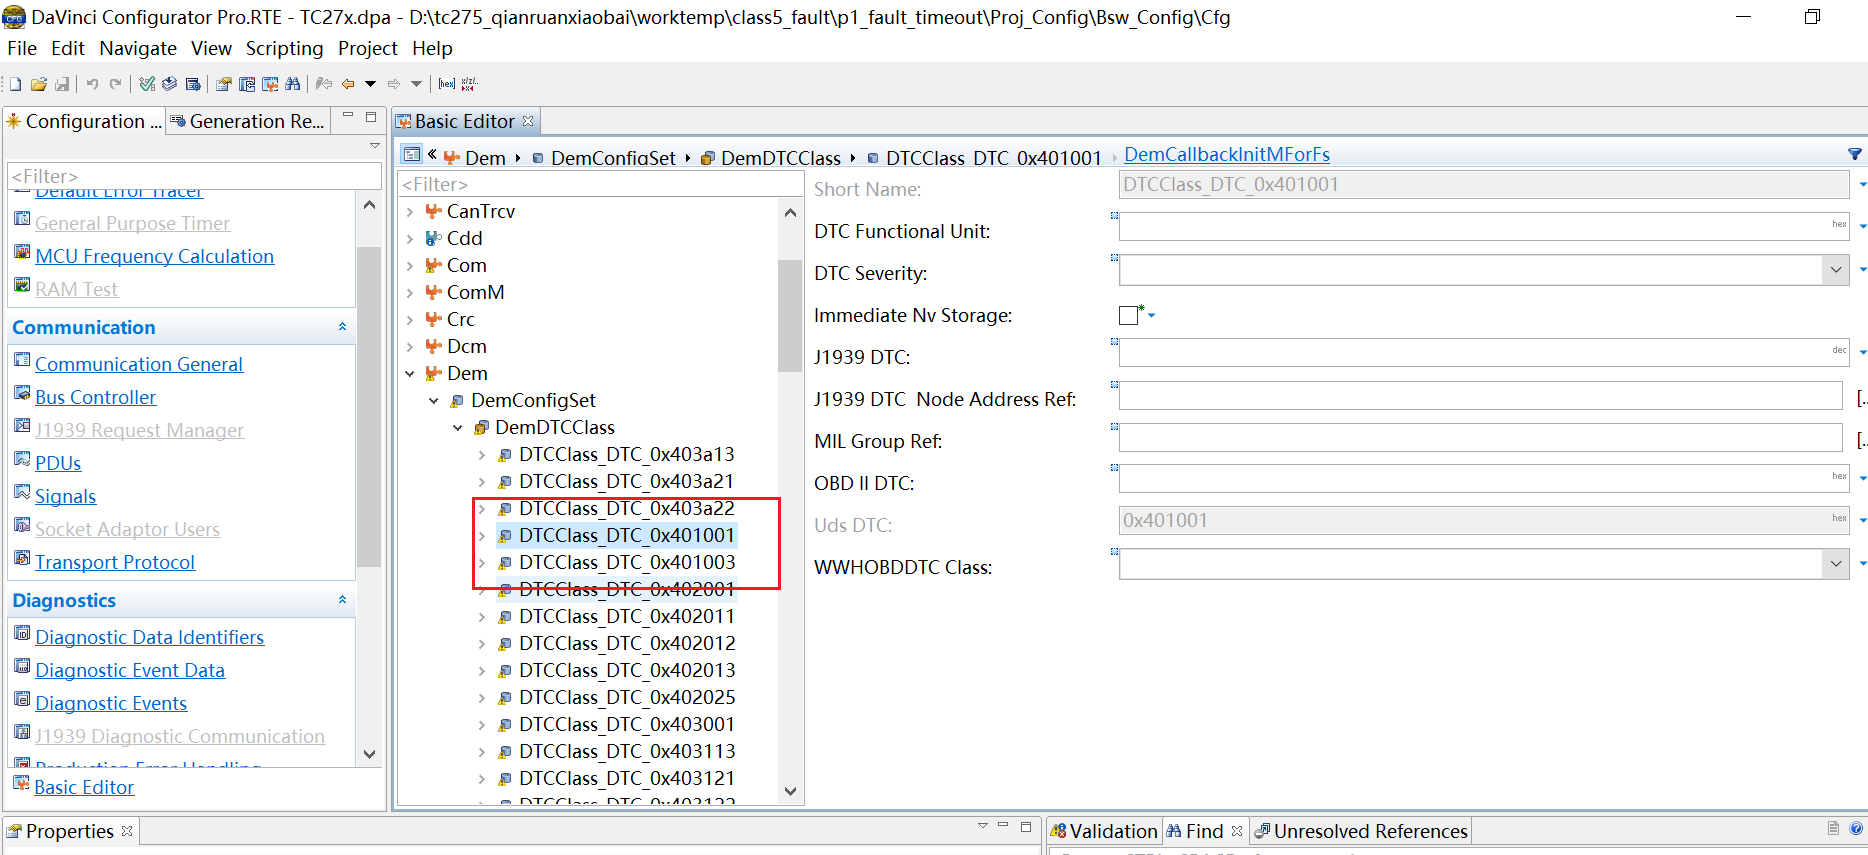 DaVinci Configurator Pro.RTE - TC27x.dpa - D:\tc275_qianruanxiaobai\worktemp\class5_fault\p1_fault_timeout\Proj_Config\Bsw_Config\Cfg
File Edit Navigate View Scripting Project Help
Configuration ...
Generation Re...
<Filter>
Default Error Tracer
General Purpose Timer
MCU Frequency Calculation
RAM Test
Communication
Communication General
Bus Controller
J1939 Request Manager
PDUs
Signals
Socket Adaptor Users
Transport Protocol
Diagnostics
Diagnostic Data Identifiers
Diagnostic Event Data
Diagnostic Events
J1939 Diagnostic Communication
Production Error Handling
Basic Editor
Basic Editor
Dem DemConfigSet DemDTCClass DTCClass_DTC_0x401001 DemCallbackInitMForFs
<Filter>
CanTrcv
Cdd
Com
ComM
Crc
Dcm
Dem
DemConfigSet
DemDTCClass
DTCClass_DTC_0x403a13
DTCClass_DTC_0x403a21
DTCClass_DTC_0x403a22
DTCClass_DTC_0x401001
DTCClass_DTC_0x401003
DTCClass_DTC_0x402001
DTCClass_DTC_0x402011
DTCClass_DTC_0x402012
DTCClass_DTC_0x402013
DTCClass_DTC_0x402025
DTCClass_DTC_0x403001
DTCClass_DTC_0x403113
DTCClass_DTC_0x403121
DTCClass_DTC_0x403122
Short Name: DTCClass_DTC_0x401001
DTC Functional Unit: hex
DTC Severity:
Immediate Nv Storage:
J1939 DTC: dec
J1939 DTC Node Address Ref: [..
MIL Group Ref: [..
OBD II DTC: hex
Uds DTC: 0x401001 hex
WWHOBDDTC Class:
Properties
Validation
Find
Unresolved References